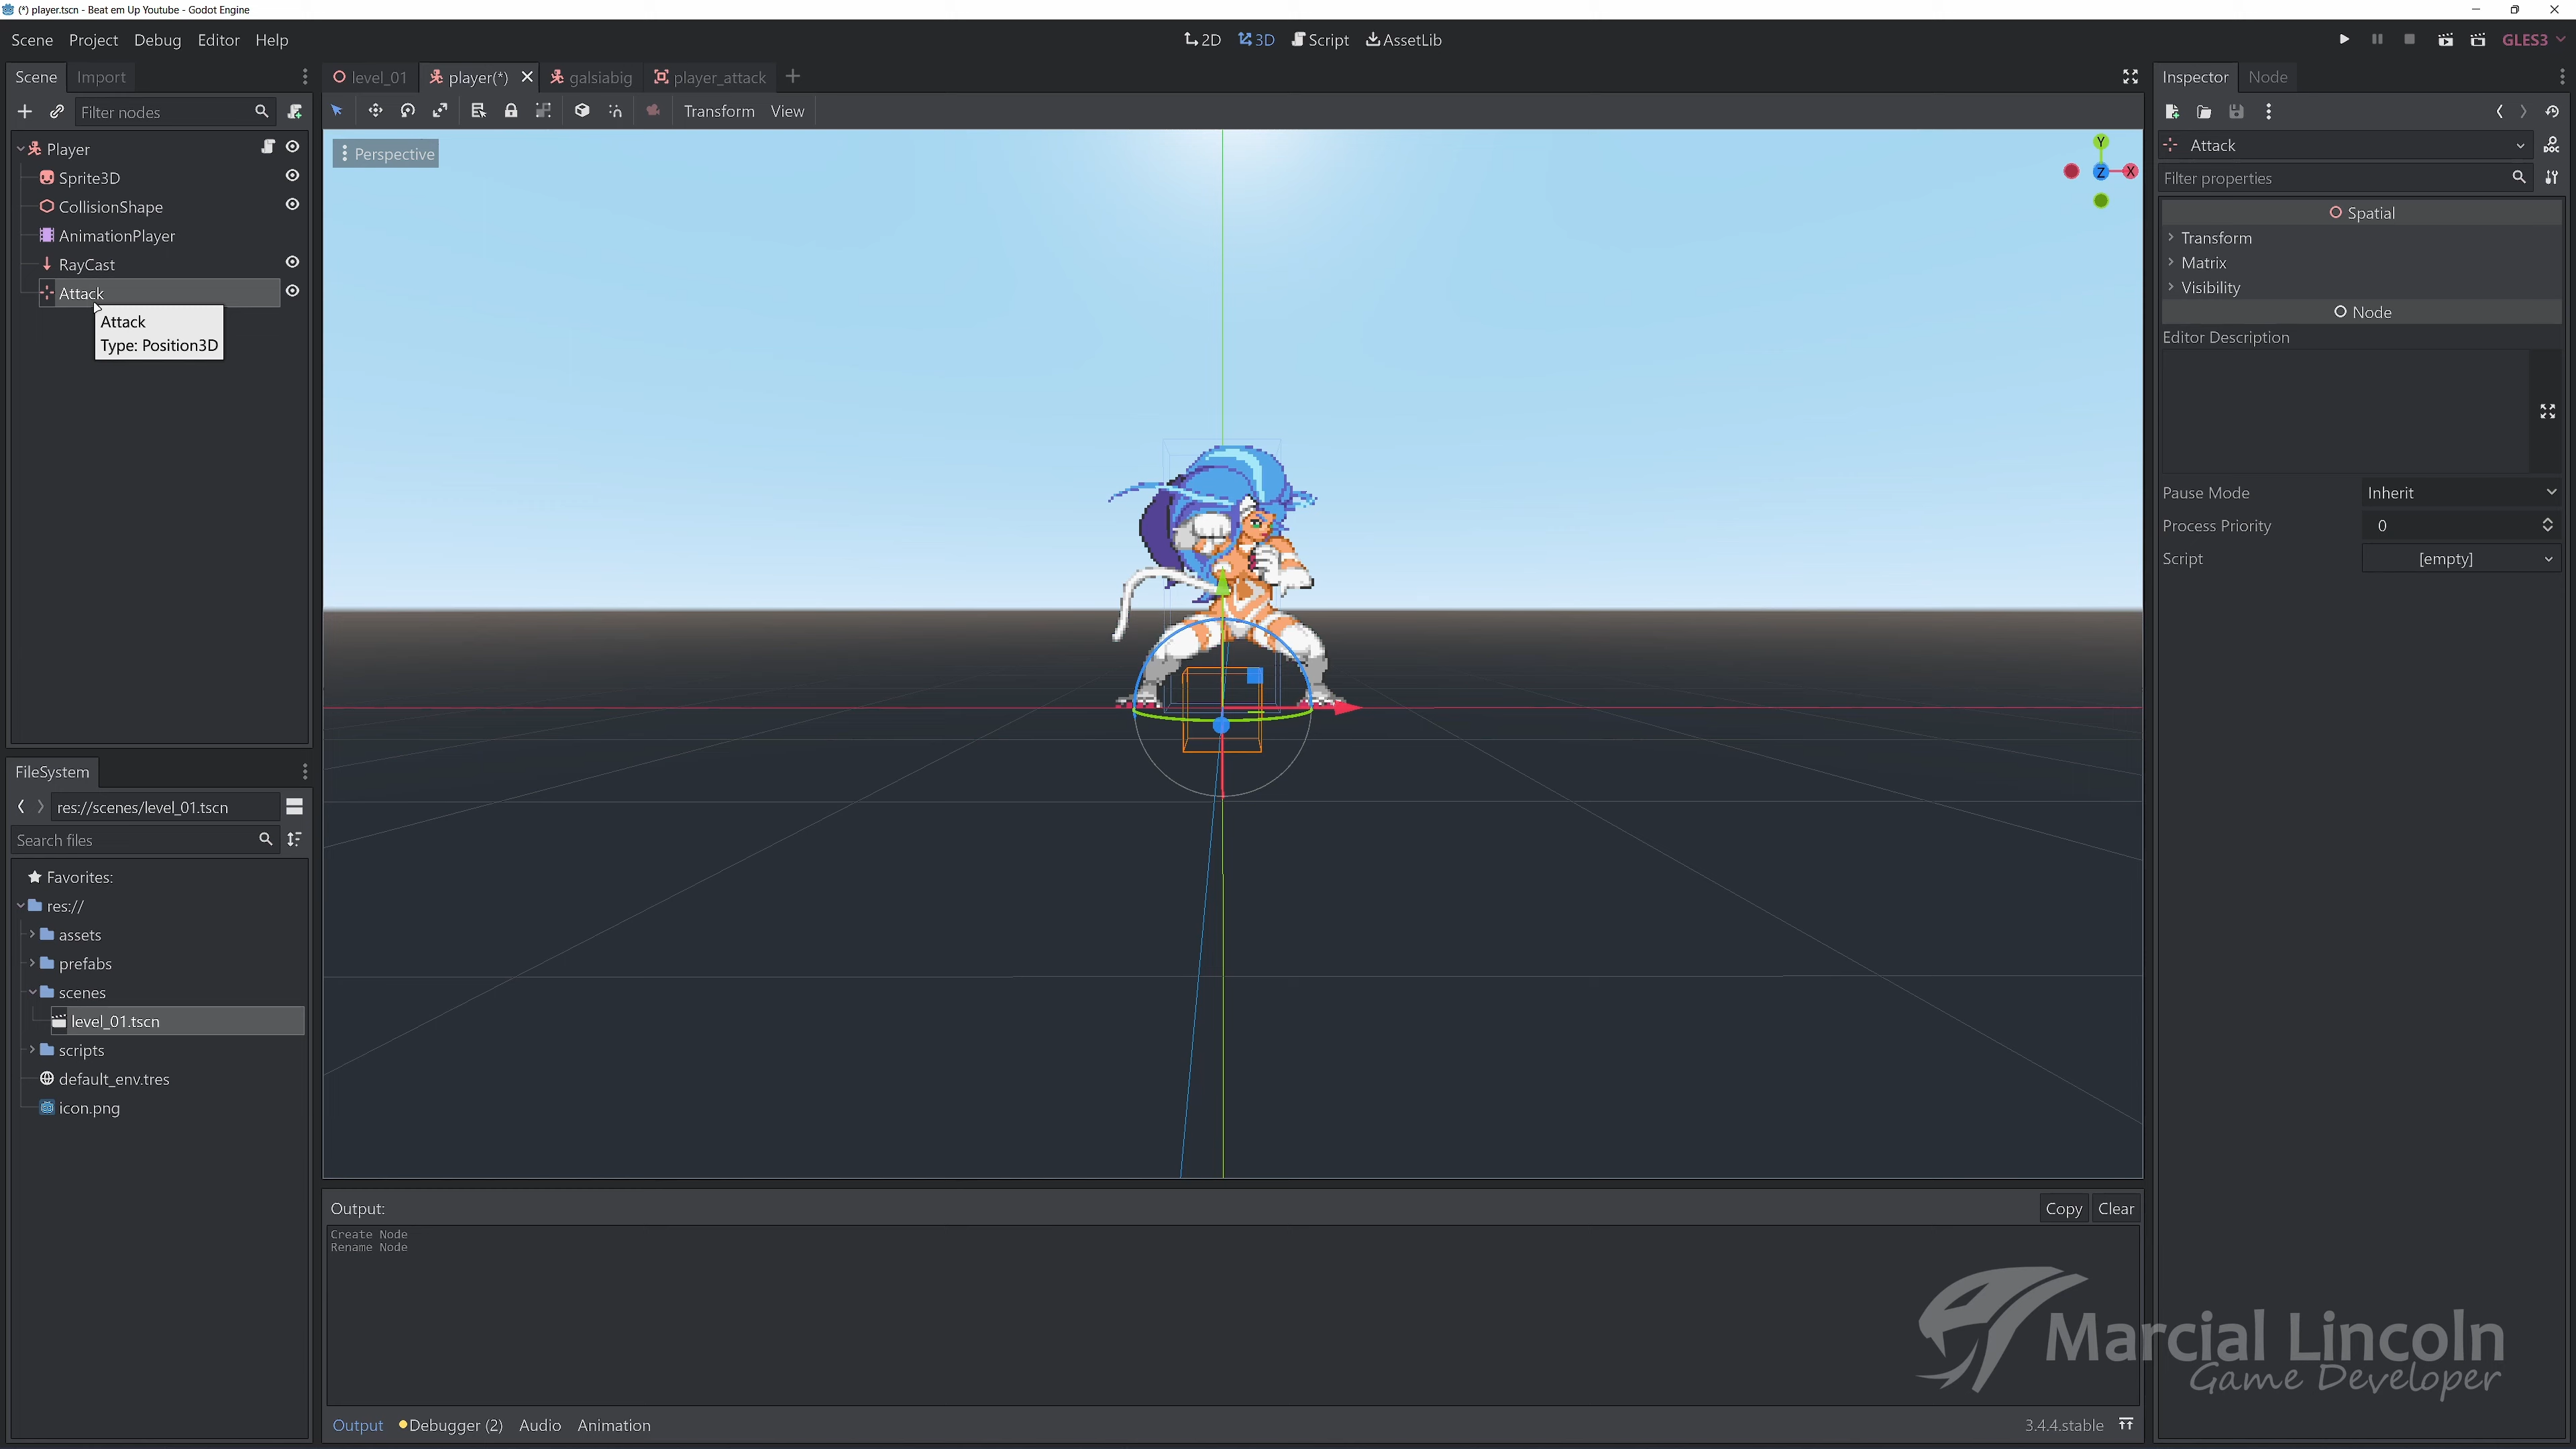 (*) player.tscn - Beat em Up Youtube - Godot Engine
Scene Project Debug Editor Help
2D 3D Script AssetLib
GLES3
Scene Import
level_01 player(*) galsiabig player_attack
Inspector Node
Filter nodes
Transform View
Player
Sprite3D
CollisionShape
AnimationPlayer
RayCast
Attack
Attack
Type: Position3D
Perspective
Y
Z
X
Attack
Filter properties
Spatial
Transform
Matrix
Visibility
Node
Editor Description
Pause Mode Inherit
Process Priority 0
Script [empty]
FileSystem
res://scenes/level_01.tscn
Search files
Favorites:
res://
assets
prefabs
scenes
level_01.tscn
scripts
default_env.tres
icon.png
Output:
Copy Clear
Create Node
Rename Node
Output Debugger (2) Audio Animation
3.4.4.stable
Marcial Lincoln
Game Developer